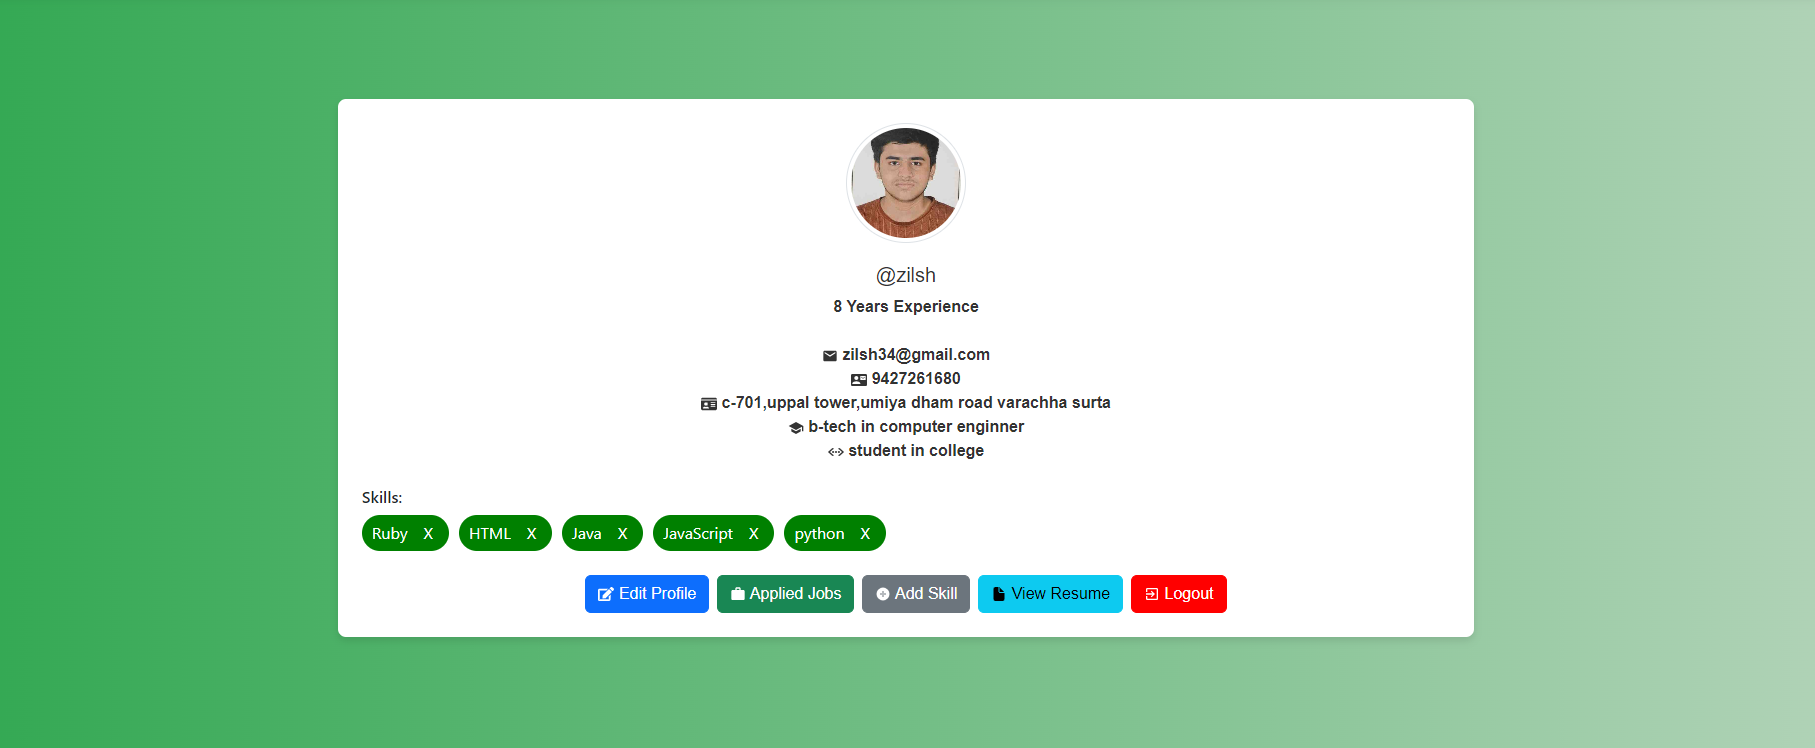 @zilsh
8 Years Experience
zilsh34@gmail.com
9427261680
c-701,uppal tower,umiya dham road varachha surta
b-tech in computer enginner
student in college
Skills:
Ruby X HTML X Java X JavaScript X python X
Edit Profile Applied Jobs Add Skill View Resume Logout